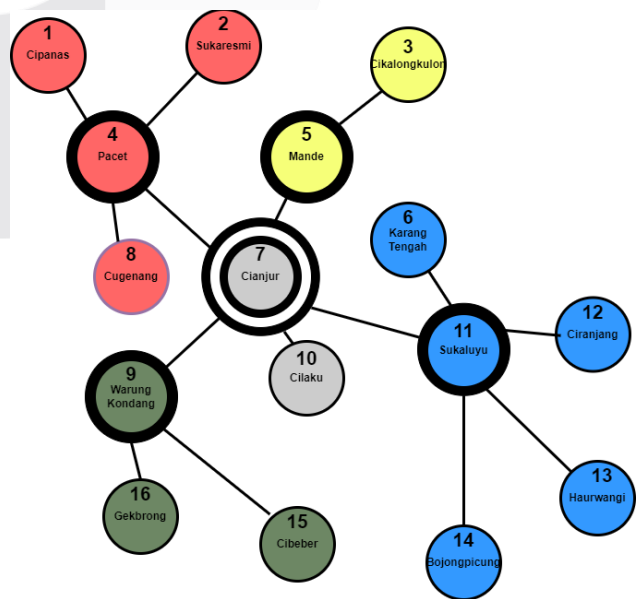 1
Cipanas
2
Sukaresmi
3
Cikalongkulon
4
Pacet
5
Mande
6
Karang
Tengah
7
Cianjur
8
Cugenang
9
Warung
Kondang
10
Cilaku
11
Sukaluyu
12
Ciranjang
13
Haurwangi
14
Bojongpicung
15
Cibeber
16
Gekbrong